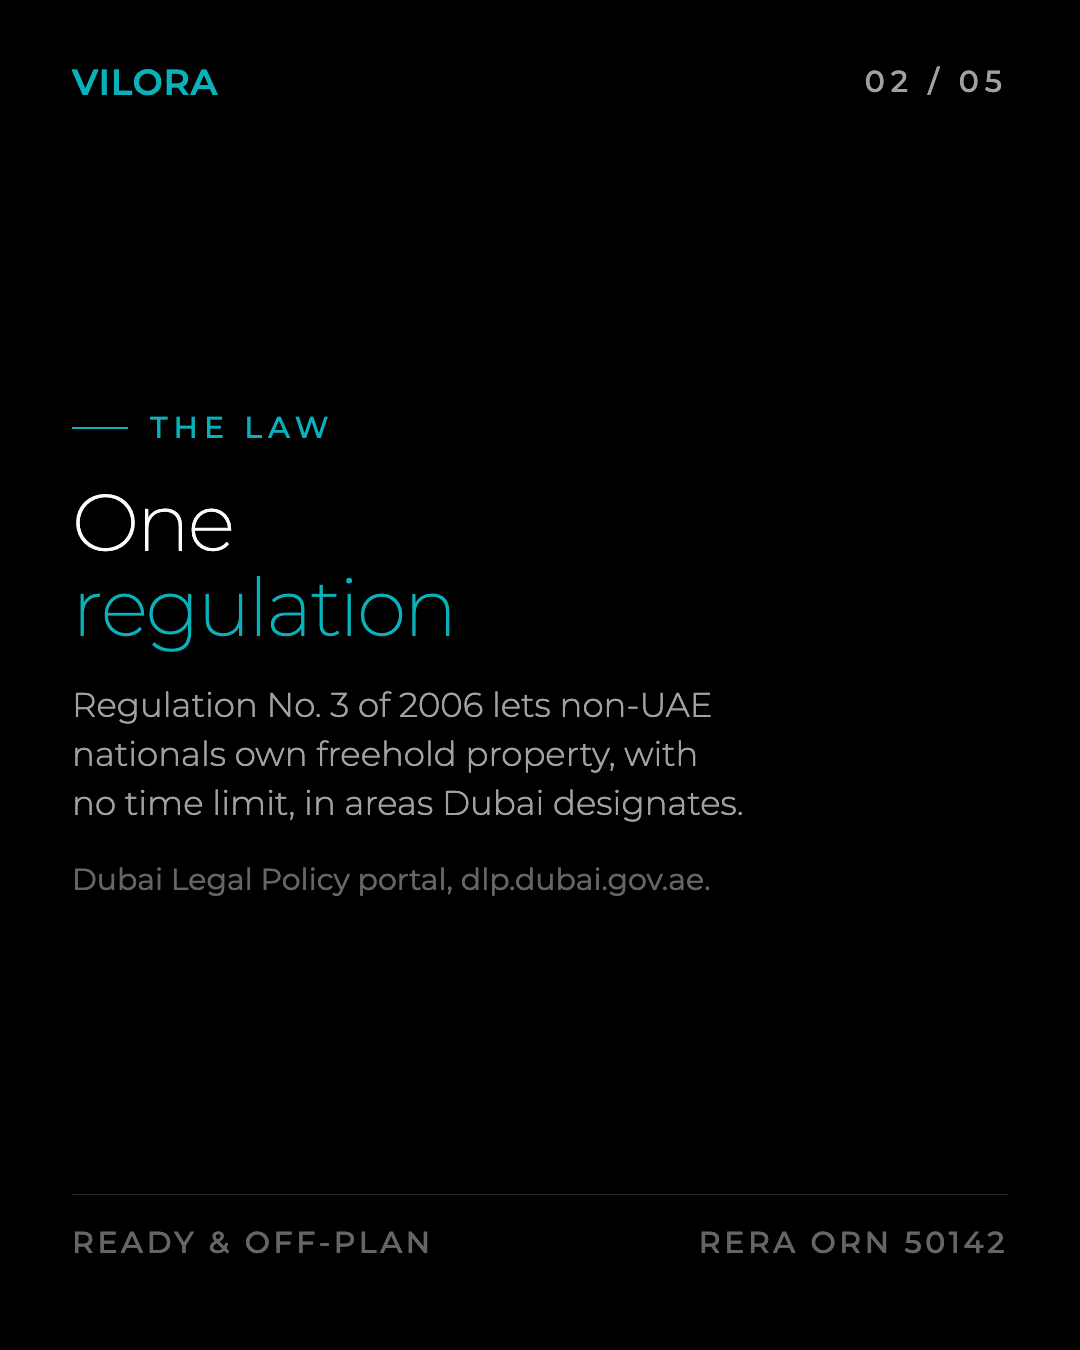 VILORA
02 / 05
THE LAW
One
regulation
Regulation No. 3 of 2006 lets non-UAE
nationals own freehold property, with
no time limit, in areas Dubai designates.
Dubai Legal Policy portal, dlp.dubai.gov.ae.
READY & OFF-PLAN
RERA ORN 50142